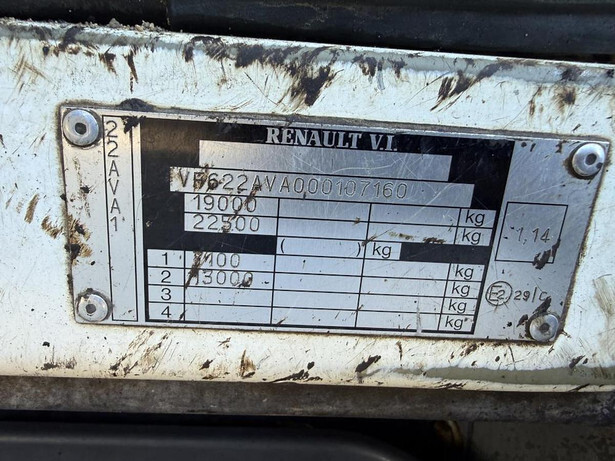 RENAULT V.I.
22AVA1
VF622AVA000107160
19000 kg
22500 kg
( ) kg
1,14
1 kg
2 13000 kg
3 kg
4 kg
E2 29/C